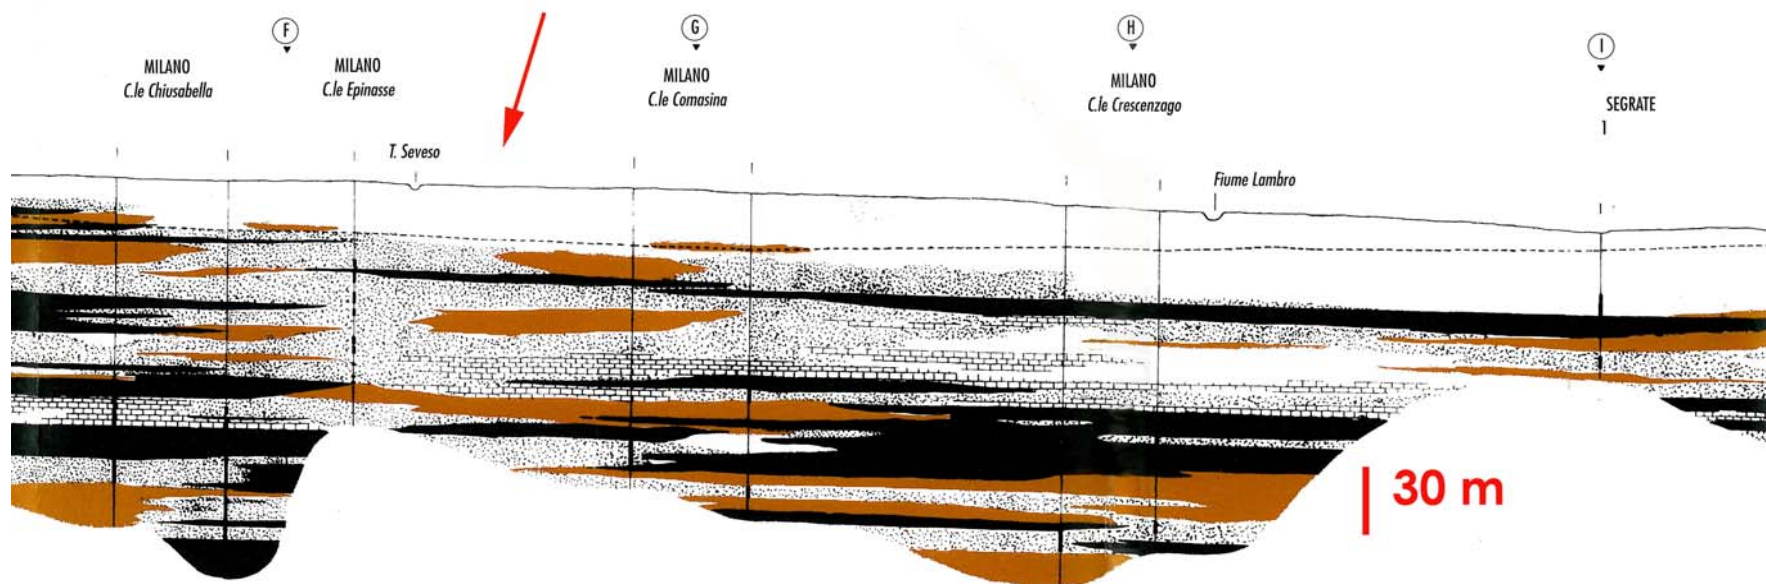 F
G
H
I
MILANO
C.le Chiusabella
MILANO
C.le Epinasse
MILANO
C.le Comasina
MILANO
C.le Crescenzago
SEGRATE
1
T. Seveso
Fiume Lambro
30 m